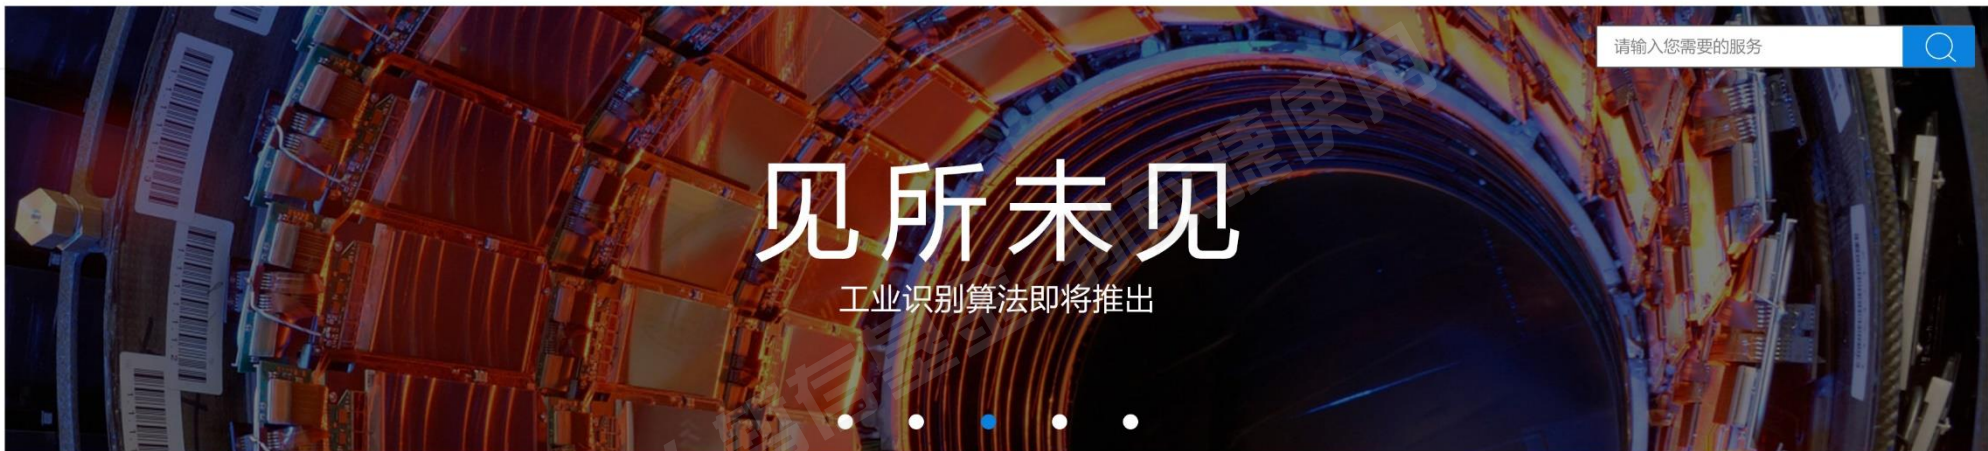 请输入您需要的服务
见所未见
工业识别算法即将推出